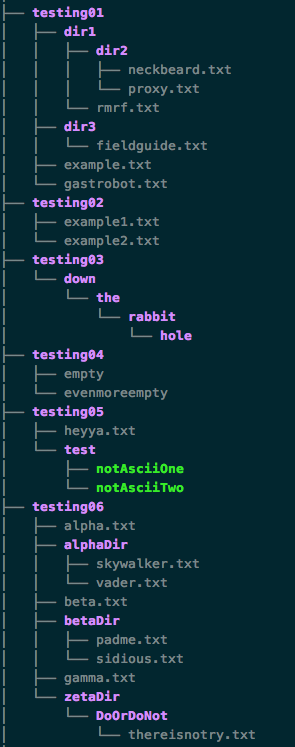 testing01
dir1
dir2
neckbeard.txt
proxy.txt
rmrf.txt
dir3
fieldguide.txt
example.txt
gastrobot.txt
testing02
example1.txt
example2.txt
testing03
down
the
rabbit
hole
testing04
empty
evenmoreempty
testing05
heyya.txt
test
notAsciiOne
notAsciiTwo
testing06
alpha.txt
alphaDir
skywalker.txt
vader.txt
beta.txt
betaDir
padme.txt
sidious.txt
gamma.txt
zetaDir
DoOrDoNot
thereisnotry.txt